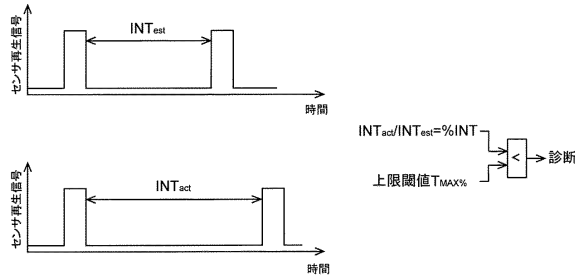 センサ再生信号
INTest
時間
センサ再生信号
INTact
時間
INTact/INTest=%INT
上限閾値TMAX%
<
診断